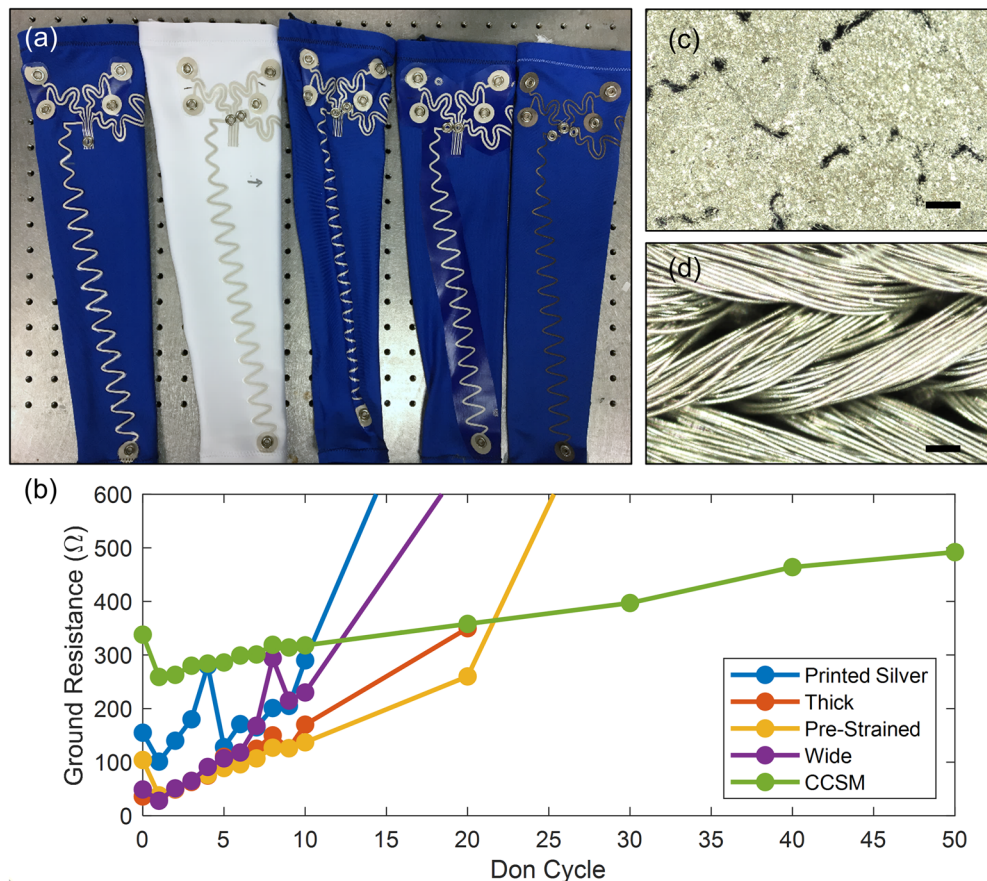 (a)
(c)
(d)
(b)
600
500
400
300
200
100
0
Ground Resistance (Ω)
0 5 10 15 20 25 30 35 40 45 50
Don Cycle
Printed Silver
Thick
Pre-Strained
Wide
CCSM